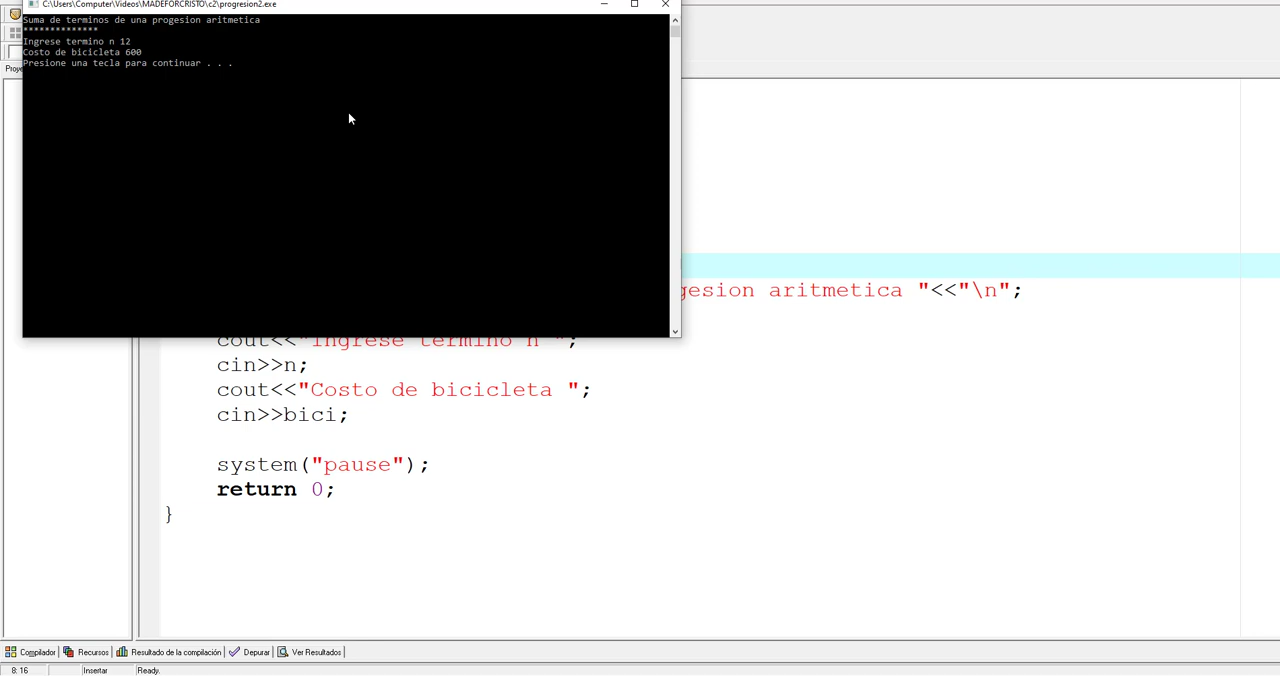 C:\Users\Computer\Videos\MADEFORCRISTO\c2\progresion2.exe
Suma de terminos de una progesion aritmetica
**************
Ingrese termino n 12
Costo de bicicleta 600
Presione una tecla para continuar . . .
Proye
gesion aritmetica "<<"\n";
cout<<"Ingrese termino n ";
cin>>n;
cout<<"Costo de bicicleta ";
cin>>bici;
system("pause");
return 0;
}
Compilador Recursos Resultado de la compilación Depurar Ver Resultados
8: 16 Insertar Ready.